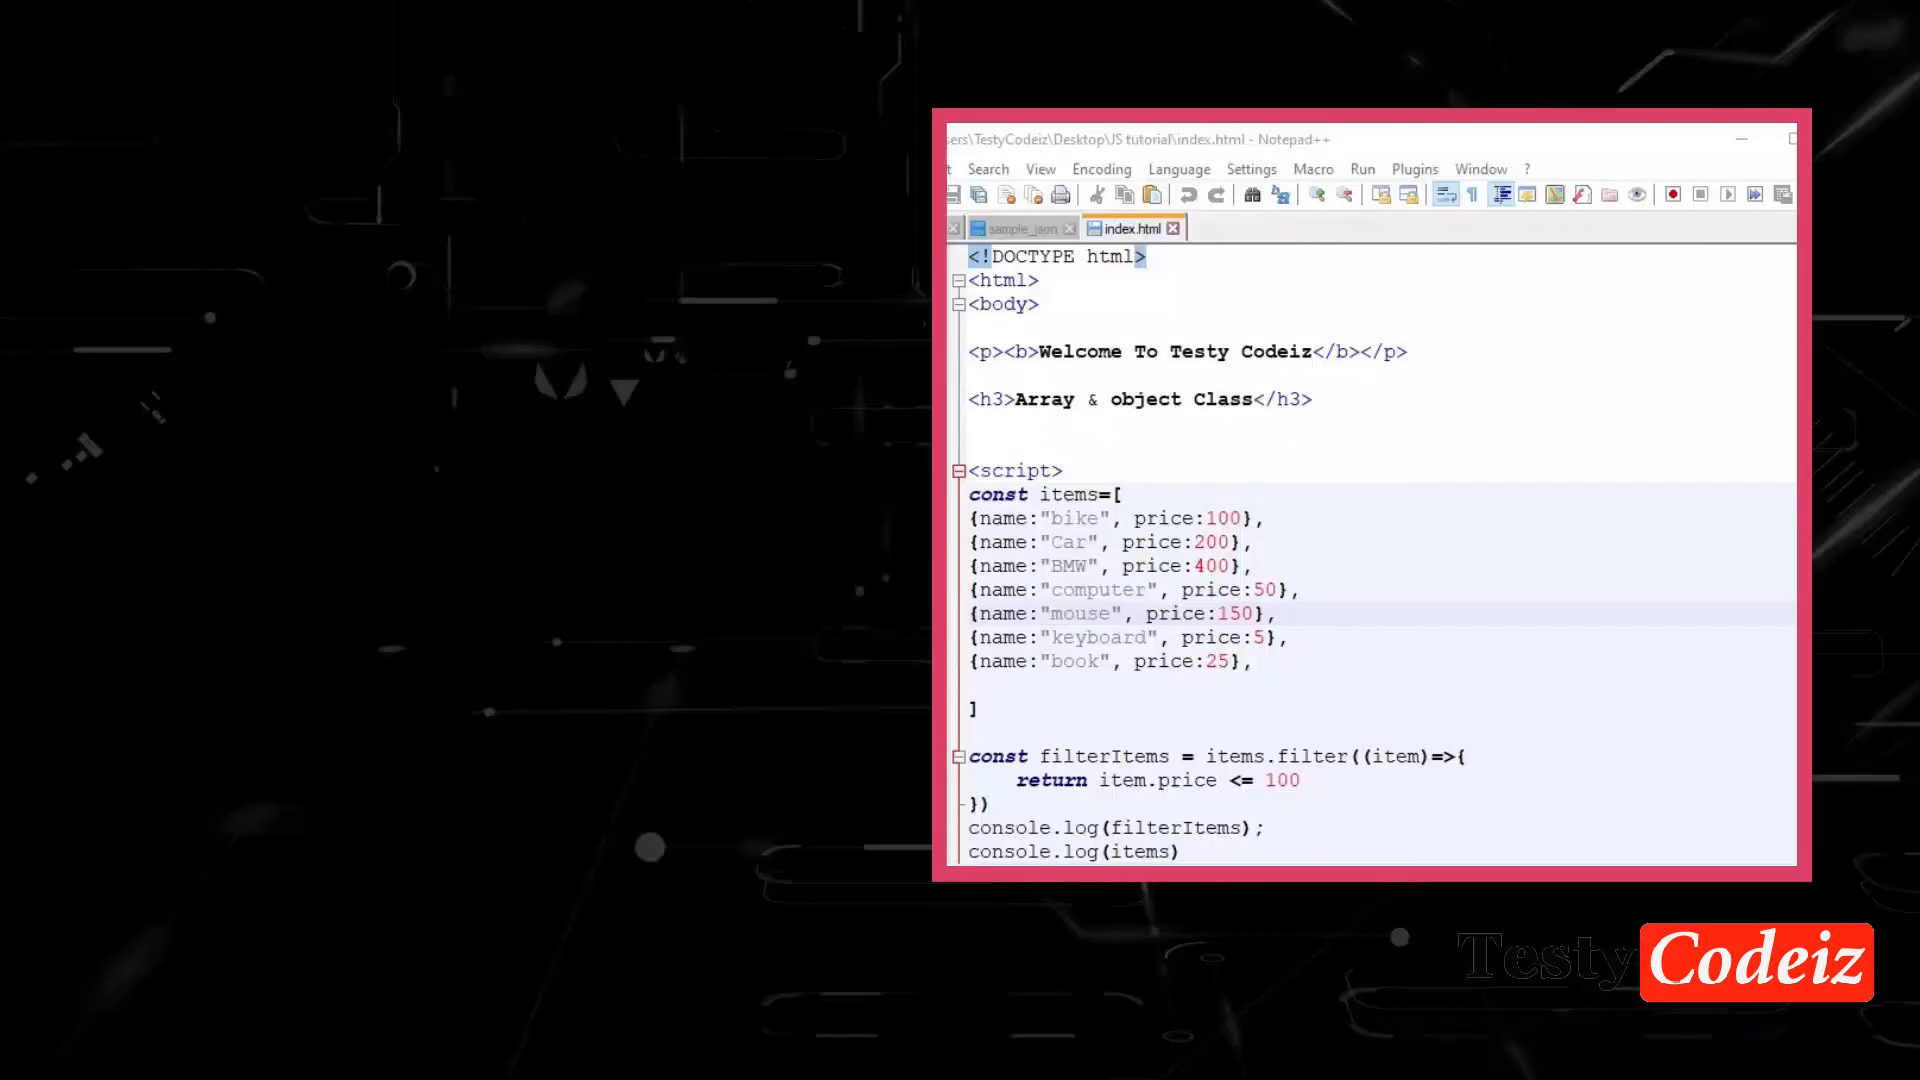 sers\TestyCodeiz\Desktop\JS tutorial\index.html - Notepad++
t Search View Encoding Language Settings Macro Run Plugins Window ?
sample_json index.html
<!DOCTYPE html>
<html>
<body>
<p><b>Welcome To Testy Codeiz</b></p>
<h3>Array & object Class</h3>
<script>
const items=[
{name:"bike", price:100},
{name:"Car", price:200},
{name:"BMW", price:400},
{name:"computer", price:50},
{name:"mouse", price:150},
{name:"keyboard", price:5},
{name:"book", price:25},
]
const filterItems = items.filter((item)=>{
return item.price <= 100
})
console.log(filterItems);
console.log(items)
Testy Codeiz